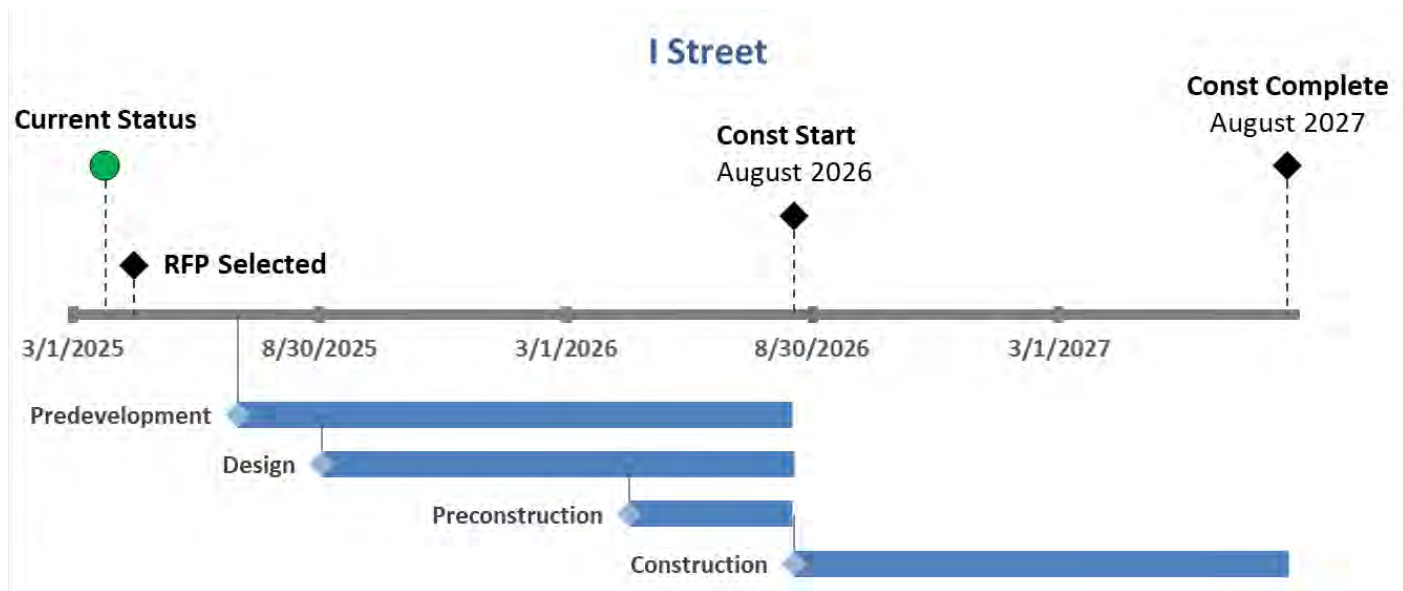 I Street
Current Status
Const Complete
August 2027
Const Start
August 2026
RFP Selected
3/1/2025
8/30/2025
3/1/2026
8/30/2026
3/1/2027
Predevelopment
Design
Preconstruction
Construction